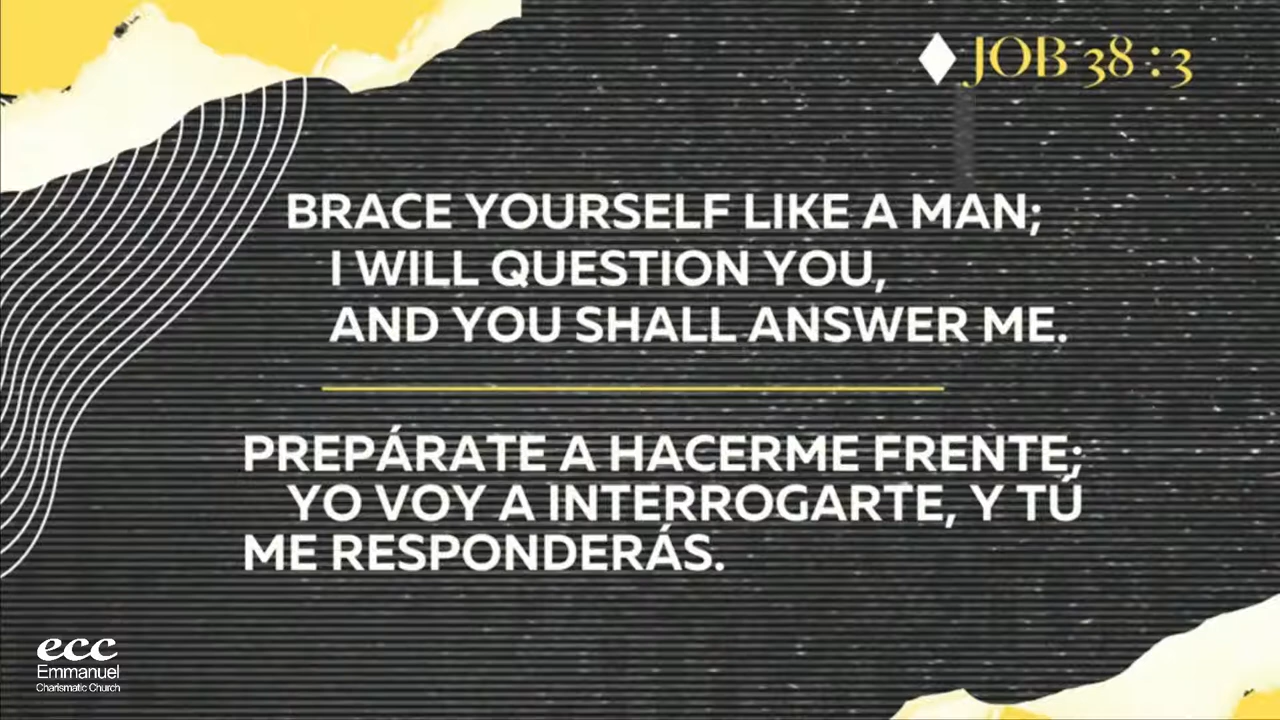 JOB 38:3
BRACE YOURSELF LIKE A MAN;
I WILL QUESTION YOU,
AND YOU SHALL ANSWER ME.
PREPÁRATE A HACERME FRENTE;
YO VOY A INTERROGARTE, Y TÚ
ME RESPONDERÁS.
ecc
Emmanuel
Charismatic Church